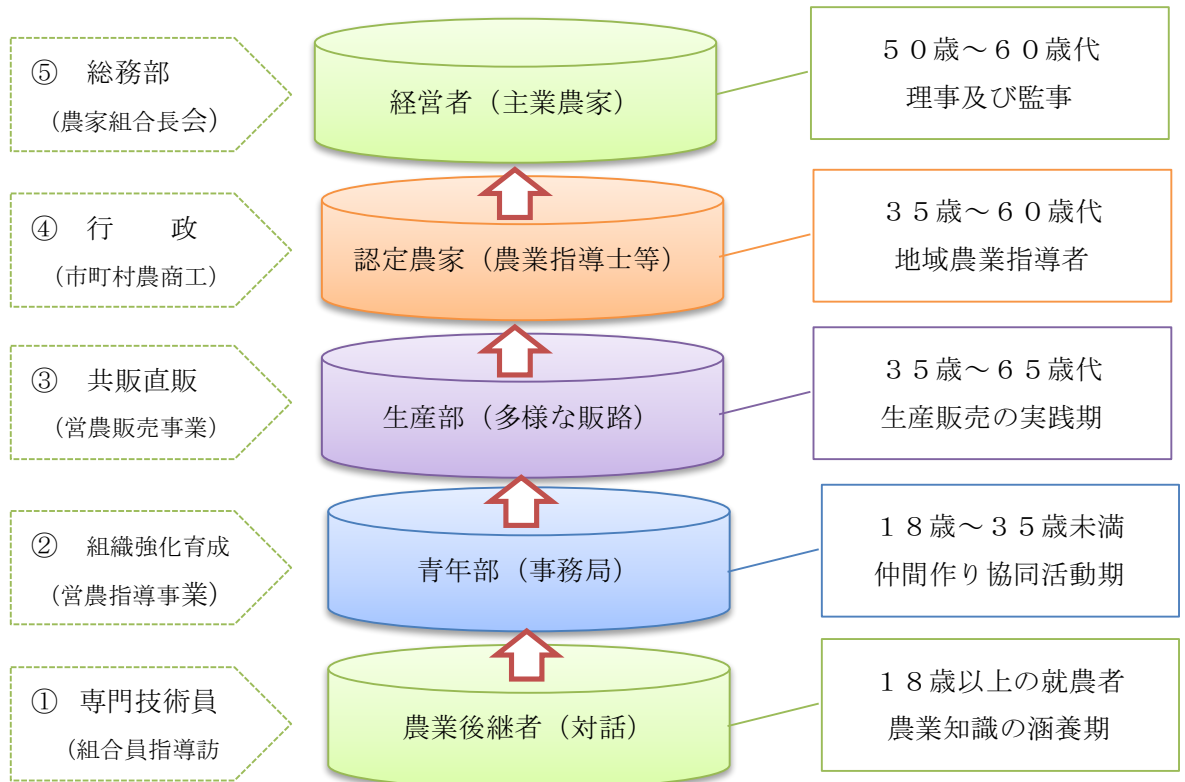 ⑤　総務部
（農家組合長会）
経営者（主業農家）
５０歳～６０歳代
理事及び監事
④　行　　政
（市町村農商工）
認定農家（農業指導士等）
３５歳～６０歳代
地域農業指導者
③　共販直販
（営農販売事業）
生産部（多様な販路）
３５歳～６５歳代
生産販売の実践期
②　組織強化育成
（営農指導事業）
青年部（事務局）
１８歳～３５歳未満
仲間作り協同活動期
①　専門技術員
（組合員指導訪
農業後継者（対話）
１８歳以上の就農者
農業知識の涵養期